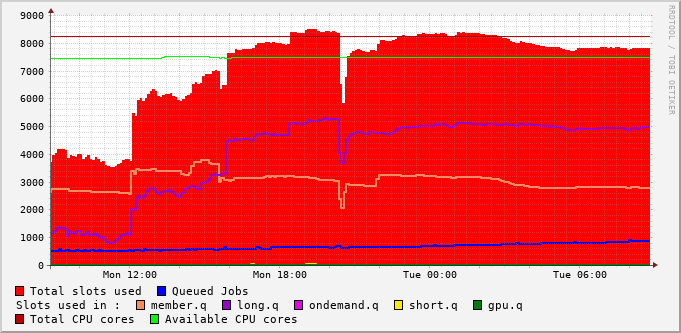 9000
8000
7000
6000
5000
4000
3000
2000
1000
0
Mon 12:00 Mon 18:00 Tue 00:00 Tue 06:00
RRDTOOL / TOBI OETIKER
Total slots used Queued Jobs
Slots used in : member.q long.q ondemand.q short.q gpu.q
Total CPU cores Available CPU cores